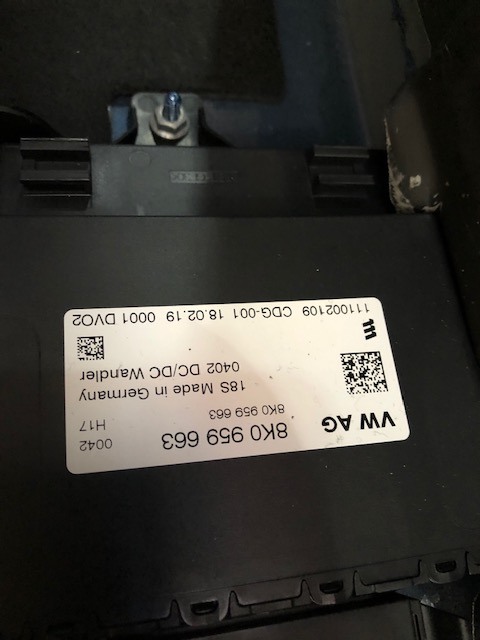 VW AG 8K0 959 663 0042
8K0 959 663 H17
18S Made in Germany
0402 DC/DC Wandler
111002109 CDG-001 18.02.19 0001 DVO2